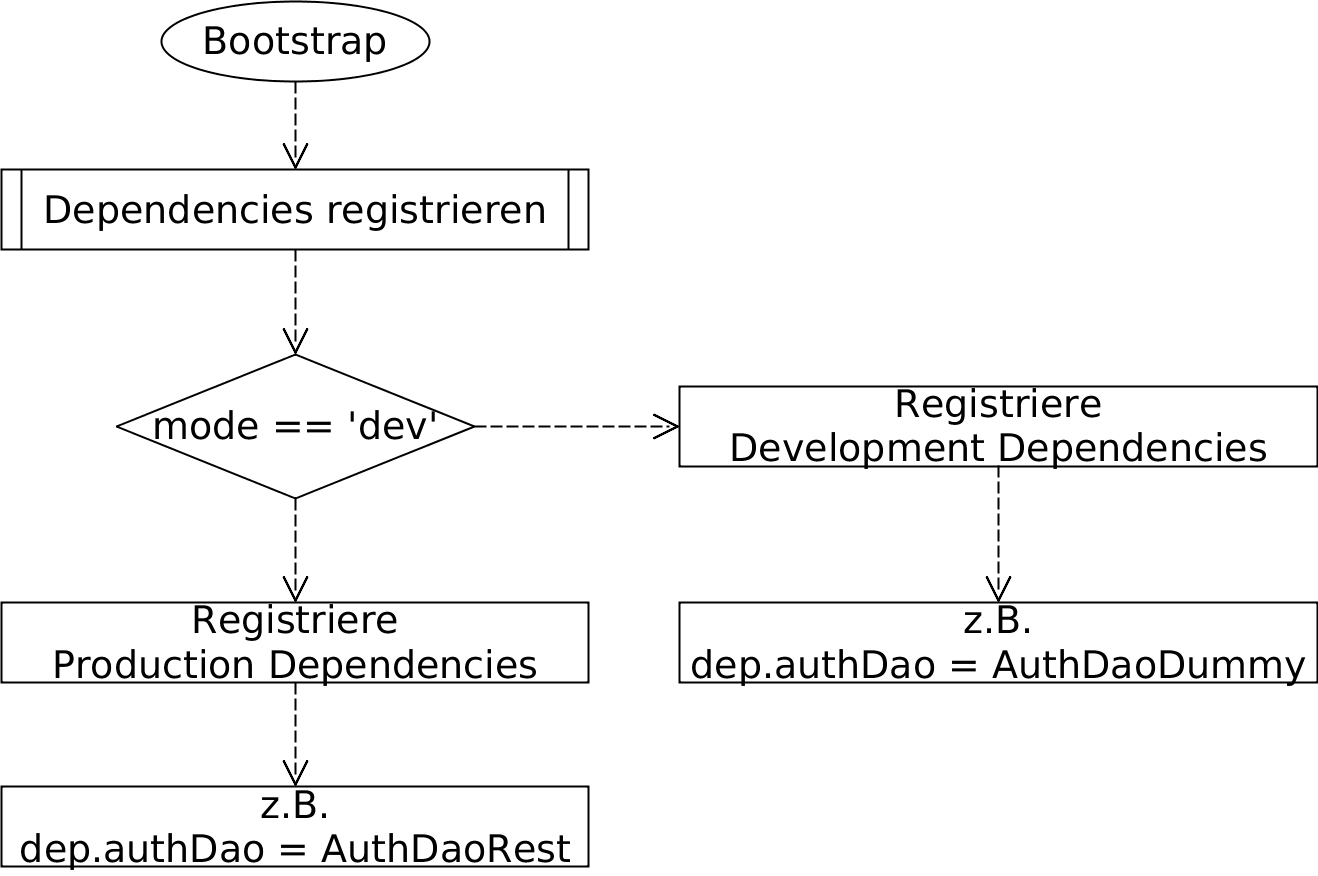 Bootstrap
Dependencies registrieren
mode == 'dev'
Registriere
Development Dependencies
Registriere
Production Dependencies
z.B.
dep.authDao = AuthDaoDummy
z.B.
dep.authDao = AuthDaoRest